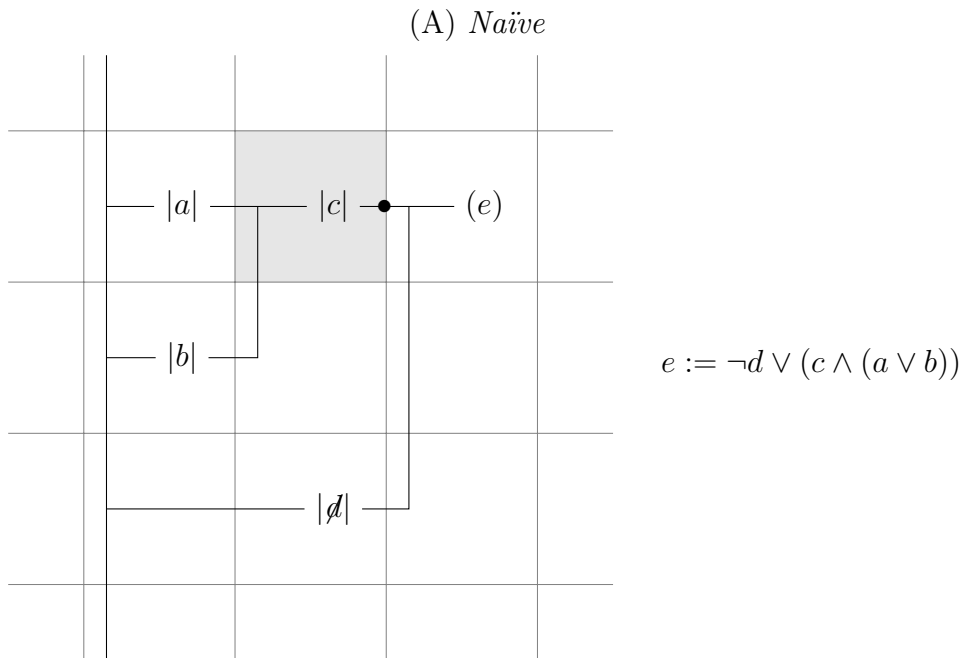 (A) Naïve
|a| |c| (e)
|b|
e := ¬d ∨ (c ∧ (a ∨ b))
|d̸|